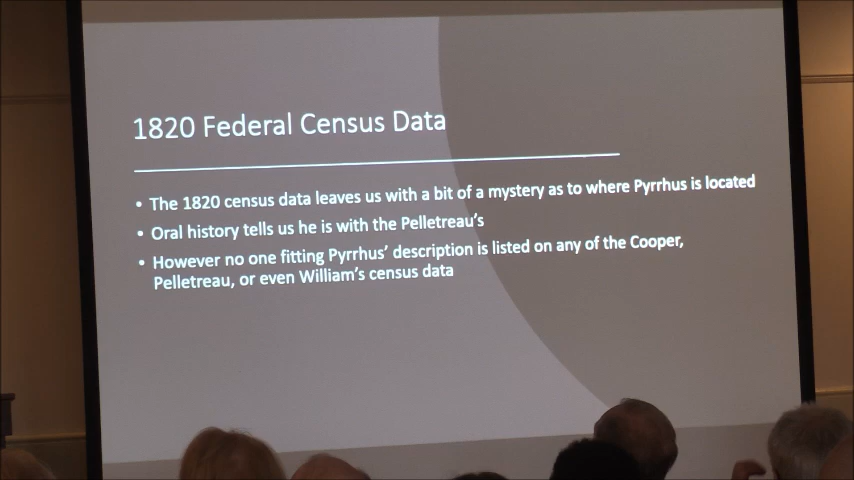 1820 Federal Census Data
• The 1820 census data leaves us with a bit of a mystery as to where Pyrrhus is located
• Oral history tells us he is with the Pelletreau's
• However no one fitting Pyrrhus' description is listed on any of the Cooper,
Pelletreau, or even William's census data